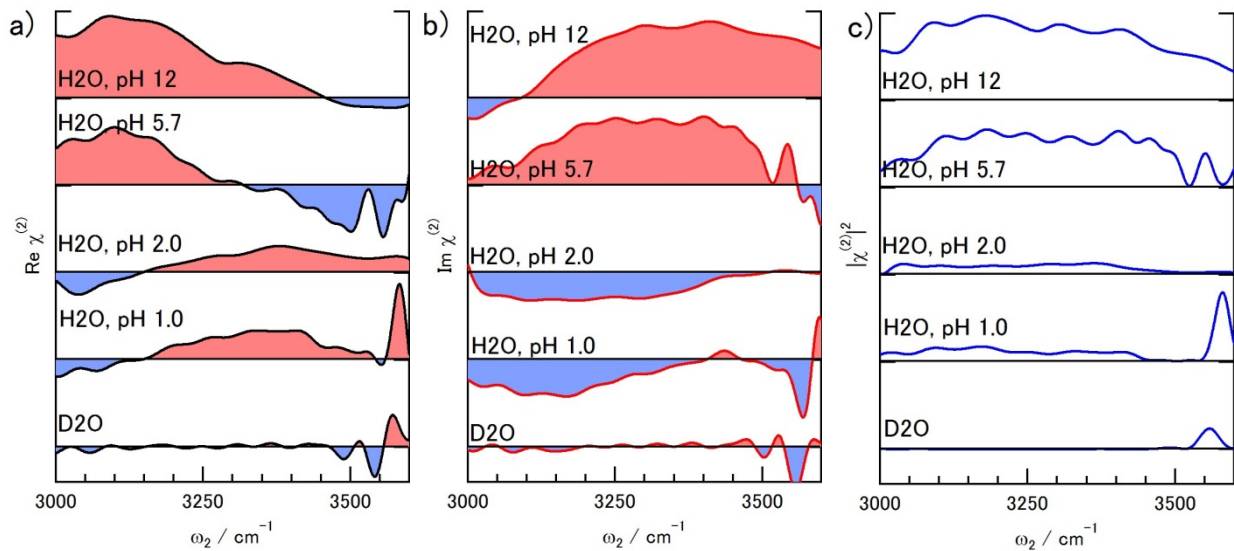 a)
H2O, pH 12
H2O, pH 5.7
H2O, pH 2.0
H2O, pH 1.0
D2O
Re χ(2)
3000 3250 3500
ω2 / cm-1
b)
H2O, pH 12
H2O, pH 5.7
H2O, pH 2.0
H2O, pH 1.0
D2O
Im χ(2)
3000 3250 3500
ω2 / cm-1
c)
H2O, pH 12
H2O, pH 5.7
H2O, pH 2.0
H2O, pH 1.0
D2O
|χ(2)|2
3000 3250 3500
ω2 / cm-1